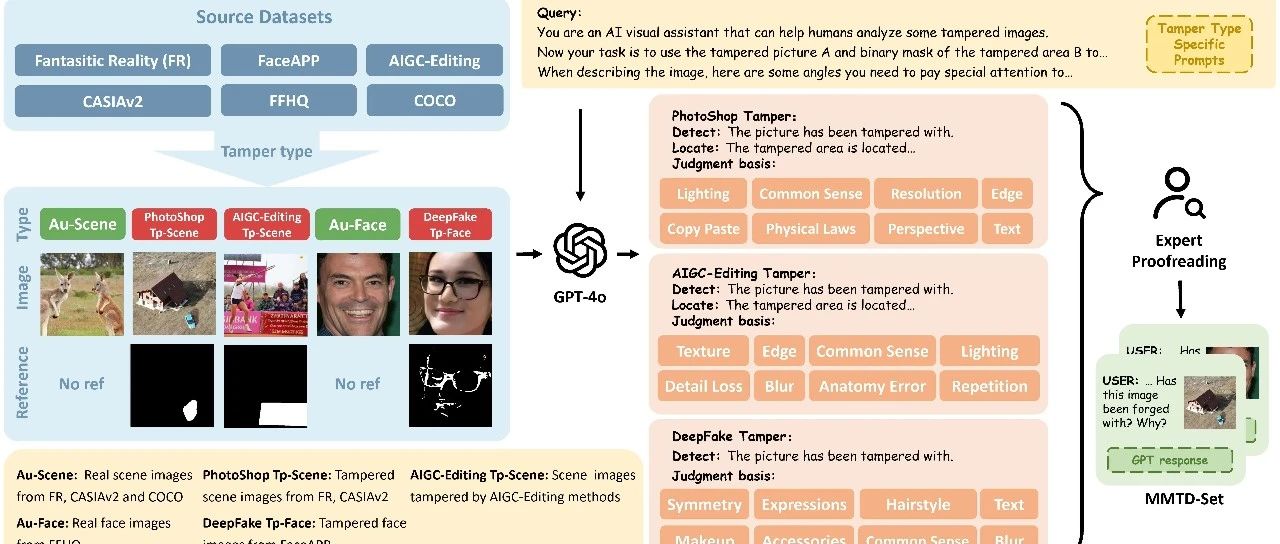 Source Datasets
Fantasitic Reality (FR)
FaceAPP
AIGC-Editing
CASIAv2
FFHQ
COCO
Tamper type
Type
Au-Scene
PhotoShop
Tp-Scene
AIGC-Editing
Tp-Scene
Au-Face
DeepFake
Tp-Face
Image
Reference
No ref
No ref
Au-Scene: Real scene images
from FR, CASIAv2 and COCO
PhotoShop Tp-Scene: Tampered
scene images from FR, CASIAv2
AIGC-Editing Tp-Scene: Scene images
tampered by AIGC-Editing methods
Au-Face: Real face images
from FFHQ
DeepFake Tp-Face: Tampered face
images from FaceAPP
Query:
You are an AI visual assistant that can help humans analyze some tampered images.
Now your task is to use the tampered picture A and binary mask of the tampered area B to...
When describing the image, here are some angles you need to pay special attention to...
Tamper Type
Specific
Prompts
GPT-4o
PhotoShop Tamper:
Detect: The picture has been tampered with.
Locate: The tampered area is located...
Judgment basis:
Lighting
Common Sense
Resolution
Edge
Copy Paste
Physical Laws
Perspective
Text
AIGC-Editing Tamper:
Detect: The picture has been tampered with.
Locate: The tampered area is located...
Judgment basis:
Texture
Edge
Common Sense
Lighting
Detail Loss
Blur
Anatomy Error
Repetition
DeepFake Tamper:
Detect: The picture has been tampered with.
Judgment basis:
Symmetry
Expressions
Hairstyle
Text
Makeup
Accessories
Common Sense
Blur
Expert
Proofreading
USER: Has
USER: ... Has
this image
been forged
with? Why?
GPT response
MMTD-Set